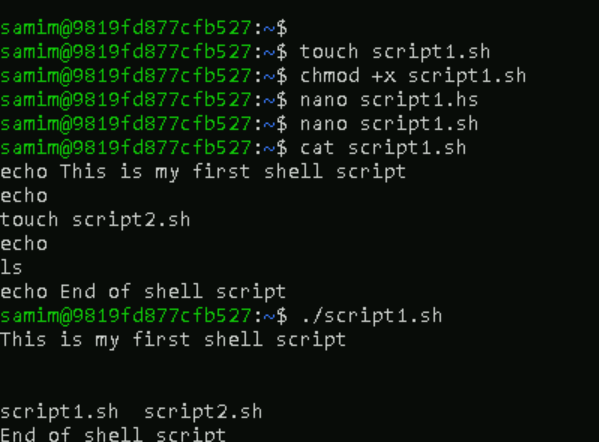 samim@9819fd877cfb527:~$
samim@9819fd877cfb527:~$ touch script1.sh
samim@9819fd877cfb527:~$ chmod +x script1.sh
samim@9819fd877cfb527:~$ nano script1.hs
samim@9819fd877cfb527:~$ nano script1.sh
samim@9819fd877cfb527:~$ cat script1.sh
echo This is my first shell script
echo
touch script2.sh
echo
ls
echo End of shell script
samim@9819fd877cfb527:~$ ./script1.sh
This is my first shell script
script1.sh  script2.sh
End of shell script